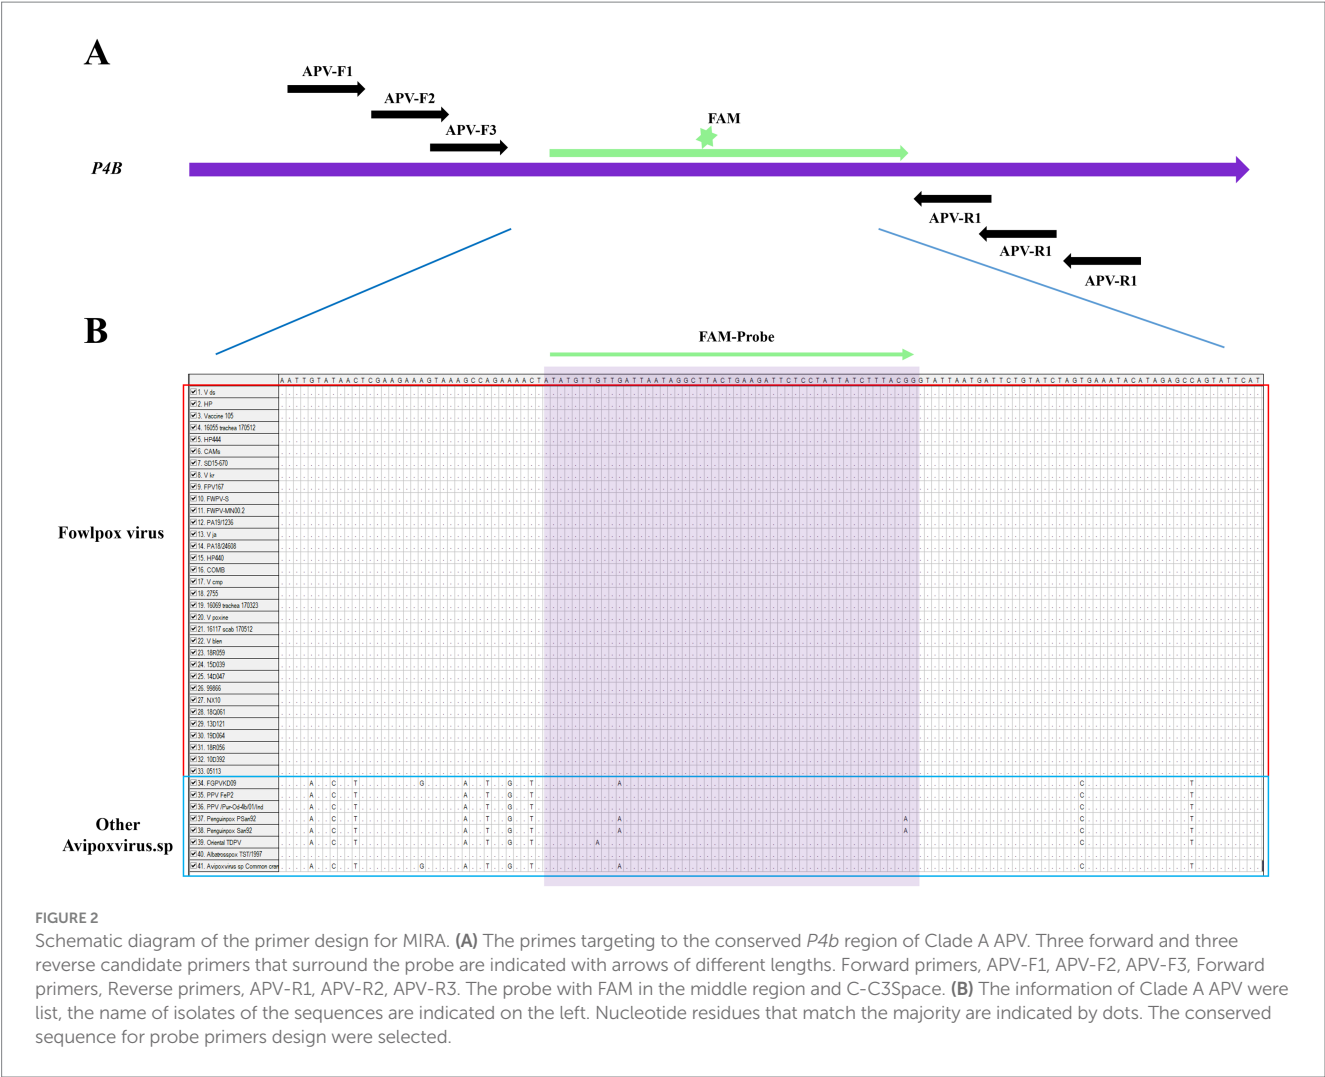 A
APV-F1
APV-F2
APV-F3
FAM
P4B
APV-R1
APV-R1
APV-R1
B
FAM-Probe
A A T T G T A T A A C T C G A A G A A A G T A A A G C C A G A A A A C T A T A T G T T G T T G A T T A A T A G G C T T A C T G A A G A T T C T C C T A T T A T C T T T A C G G G T A T T A A T G A T T C T G T A T C T A G T G A A A T A C A T A G A G C C A G T A T T C A T
1. V ds
2. HP
3. Vaccine 105
4. 16055 trachea 170512
5. HP444
6. CAMs
7. SD15-670
8. V kr
9. FPV167
10. FWPV-S
11. FWPV-MN00.2
12. PA19/1236
13. V ja
14. PA18/24608
15. HP440
16. COMB
17. V cmp
18. 2755
19. 16069 trachea 170323
20. V poxine
21. 16117 scab 170512
22. V blen
23. 18R059
24. 15D039
25. 14D047
26. 99866
27. NX10
28. 18Q061
29. 13D121
30. 19D064
31. 18R056
32. 10D392
33. 05113
34. FGPVKD09 A C T G A T G T A C T
35. PPV FeP2 A C T A T G T C T
36. PPV /Pur-Od-4b/01/Ind A C T A T G T C T
37. Penguinpox PSan92 A C T A T G T A A C T
38. Penguinpox San92 A C T A T G T A A C T
39. Oriental TDPV A C T A T G T A C T
40. Albatrosspox TST/1997
41. Avipoxvirus sp Common cran A C T G A T G T A C T
Fowlpox virus
Other
Avipoxvirus.sp
FIGURE 2
Schematic diagram of the primer design for MIRA. (A) The primes targeting to the conserved P4b region of Clade A APV. Three forward and three
reverse candidate primers that surround the probe are indicated with arrows of different lengths. Forward primers, APV-F1, APV-F2, APV-F3, Forward
primers, Reverse primers, APV-R1, APV-R2, APV-R3. The probe with FAM in the middle region and C-C3Space. (B) The information of Clade A APV were
list, the name of isolates of the sequences are indicated on the left. Nucleotide residues that match the majority are indicated by dots. The conserved
sequence for probe primers design were selected.